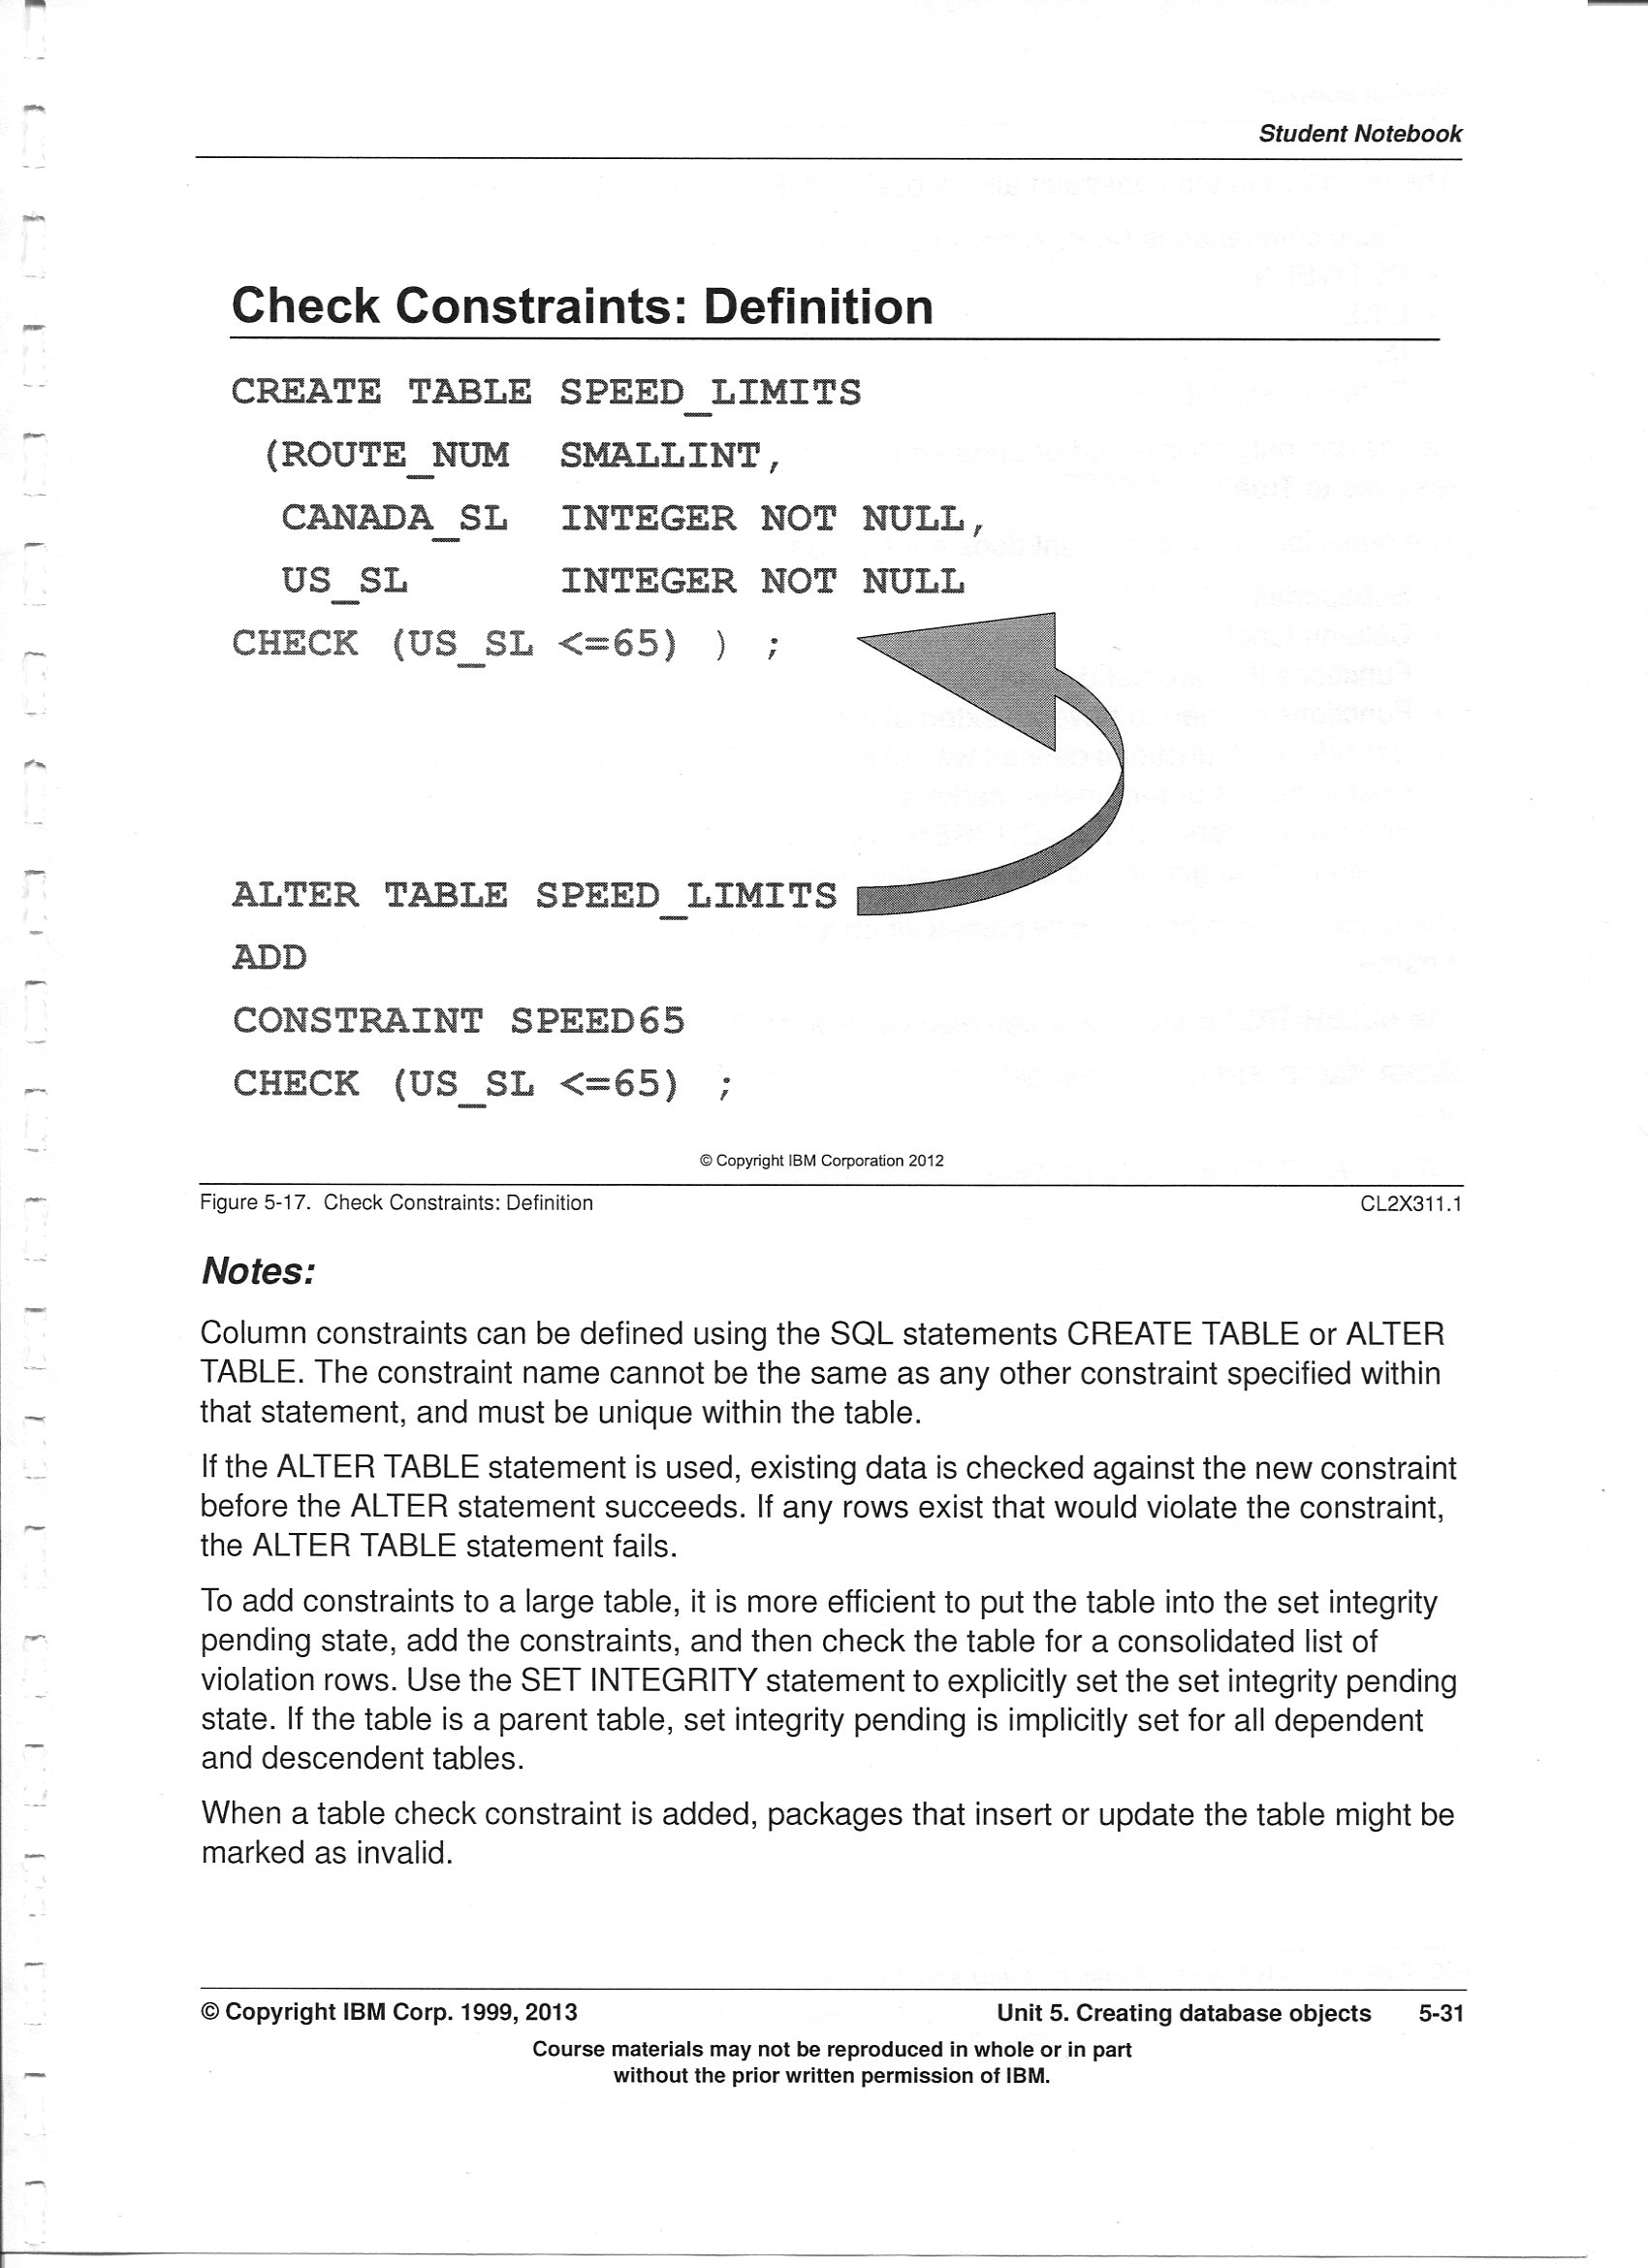 Student Notebook
Check Constraints: Definition
CREATE TABLE SPEED_LIMITS
(ROUTE_NUM SMALLINT,
CANADA_SL INTEGER NOT NULL,
US_SL INTEGER NOT NULL
CHECK (US_SL <=65) ) ;
ALTER TABLE SPEED_LIMITS
ADD
CONSTRAINT SPEED65
CHECK (US_SL <=65) ;
© Copyright IBM Corporation 2012
Figure 5-17. Check Constraints: Definition CL2X311.1
Notes:
Column constraints can be defined using the SQL statements CREATE TABLE or ALTER
TABLE. The constraint name cannot be the same as any other constraint specified within
that statement, and must be unique within the table.
If the ALTER TABLE statement is used, existing data is checked against the new constraint
before the ALTER statement succeeds. If any rows exist that would violate the constraint,
the ALTER TABLE statement fails.
To add constraints to a large table, it is more efficient to put the table into the set integrity
pending state, add the constraints, and then check the table for a consolidated list of
violation rows. Use the SET INTEGRITY statement to explicitly set the set integrity pending
state. If the table is a parent table, set integrity pending is implicitly set for all dependent
and descendent tables.
When a table check constraint is added, packages that insert or update the table might be
marked as invalid.
© Copyright IBM Corp. 1999, 2013 Unit 5. Creating database objects 5-31
Course materials may not be reproduced in whole or in part
without the prior written permission of IBM.